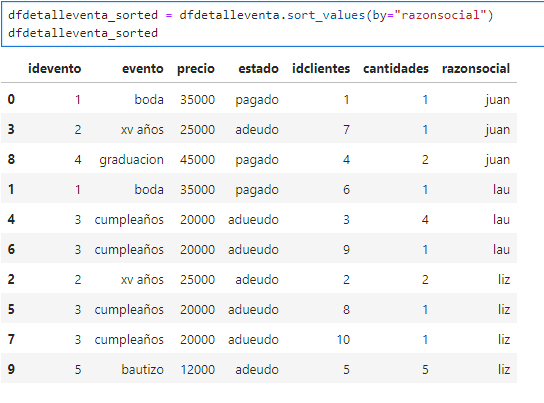 dfdetalleventa_sorted = dfdetalleventa.sort_values(by="razonsocial")
dfdetalleventa_sorted
idevento evento precio estado idclientes cantidades razonsocial
0 1 boda 35000 pagado 1 1 juan
3 2 xv años 25000 adeudo 7 1 juan
8 4 graduacion 45000 pagado 4 2 juan
1 1 boda 35000 pagado 6 1 lau
4 3 cumpleaños 20000 adueudo 3 4 lau
6 3 cumpleaños 20000 adueudo 9 1 lau
2 2 xv años 25000 adeudo 2 2 liz
5 3 cumpleaños 20000 adueudo 8 1 liz
7 3 cumpleaños 20000 adueudo 10 1 liz
9 5 bautizo 12000 adeudo 5 5 liz